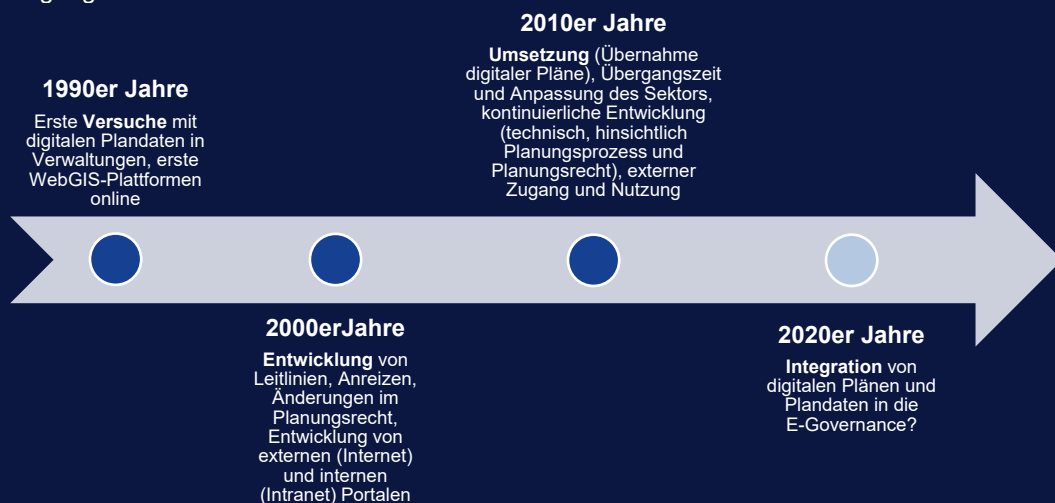 1990er Jahre
Erste Versuche mit
digitalen Plandaten in
Verwaltungen, erste
WebGIS-Plattformen
online
2000erJahre
Entwicklung von
Leitlinien, Anreizen,
Änderungen im
Planungsrecht,
Entwicklung von
externen (Internet)
und internen
(Intranet) Portalen
2010er Jahre
Umsetzung (Übernahme
digitaler Pläne), Übergangszeit
und Anpassung des Sektors,
kontinuierliche Entwicklung
(technisch, hinsichtlich
Planungsprozess und
Planungsrecht), externer
Zugang und Nutzung
2020er Jahre
Integration von
digitalen Plänen und
Plandaten in die
E-Governance?